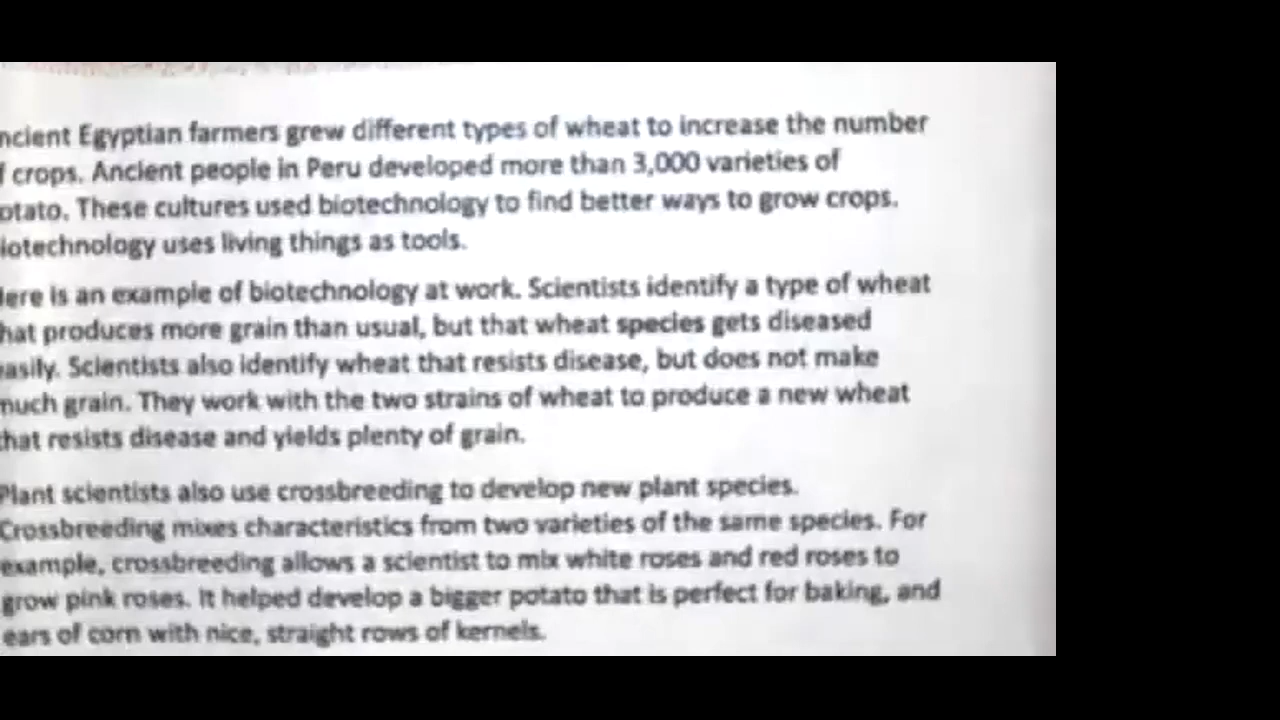 ncient Egyptian farmers grew different types of wheat to increase the number
f crops. Ancient people in Peru developed more than 3,000 varieties of
otato. These cultures used biotechnology to find better ways to grow crops.
iotechnology uses living things as tools.
Here is an example of biotechnology at work. Scientists identify a type of wheat
hat produces more grain than usual, but that wheat species gets diseased
easily. Scientists also identify wheat that resists disease, but does not make
much grain. They work with the two strains of wheat to produce a new wheat
that resists disease and yields plenty of grain.
Plant scientists also use crossbreeding to develop new plant species.
Crossbreeding mixes characteristics from two varieties of the same species. For
example, crossbreeding allows a scientist to mix white roses and red roses to
grow pink roses. It helped develop a bigger potato that is perfect for baking, and
ears of corn with nice, straight rows of kernels.